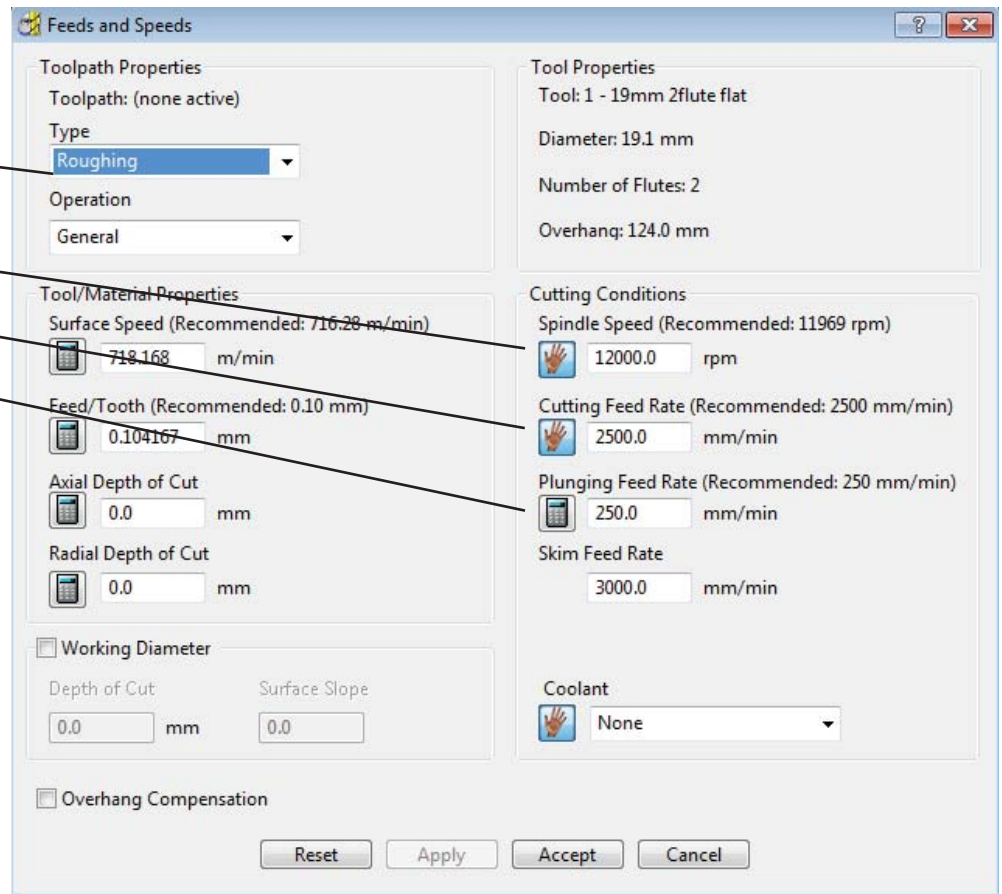 Feeds and Speeds
Toolpath Properties
Toolpath: (none active)
Type
Roughing
Operation
General
Tool Properties
Tool: 1 - 19mm 2flute flat
Diameter: 19.1 mm
Number of Flutes: 2
Overhang: 124.0 mm
Tool/Material Properties
Surface Speed (Recommended: 716.28 m/min)
718.168 m/min
Feed/Tooth (Recommended: 0.10 mm)
0.104167 mm
Axial Depth of Cut
0.0 mm
Radial Depth of Cut
0.0 mm
Cutting Conditions
Spindle Speed (Recommended: 11969 rpm)
12000.0 rpm
Cutting Feed Rate (Recommended: 2500 mm/min)
2500.0 mm/min
Plunging Feed Rate (Recommended: 250 mm/min)
250.0 mm/min
Skim Feed Rate
3000.0 mm/min
Coolant
None
Working Diameter
Depth of Cut Surface Slope
0.0 mm 0.0
Overhang Compensation
Reset Apply Accept Cancel